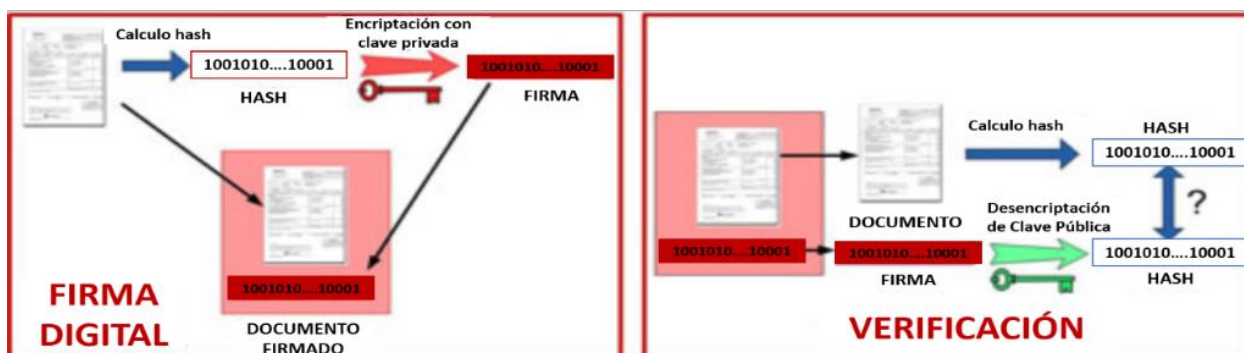 Calculo hash
1001010....10001
HASH
Encriptación con
clave privada
1001010....10001
FIRMA
1001010....10001
DOCUMENTO
FIRMADO
FIRMA
DIGITAL
1001010....10001
DOCUMENTO
1001010....10001
FIRMA
Calculo hash
HASH
1001010....10001
?
Desencriptación
de Clave Pública
1001010....10001
HASH
VERIFICACIÓN